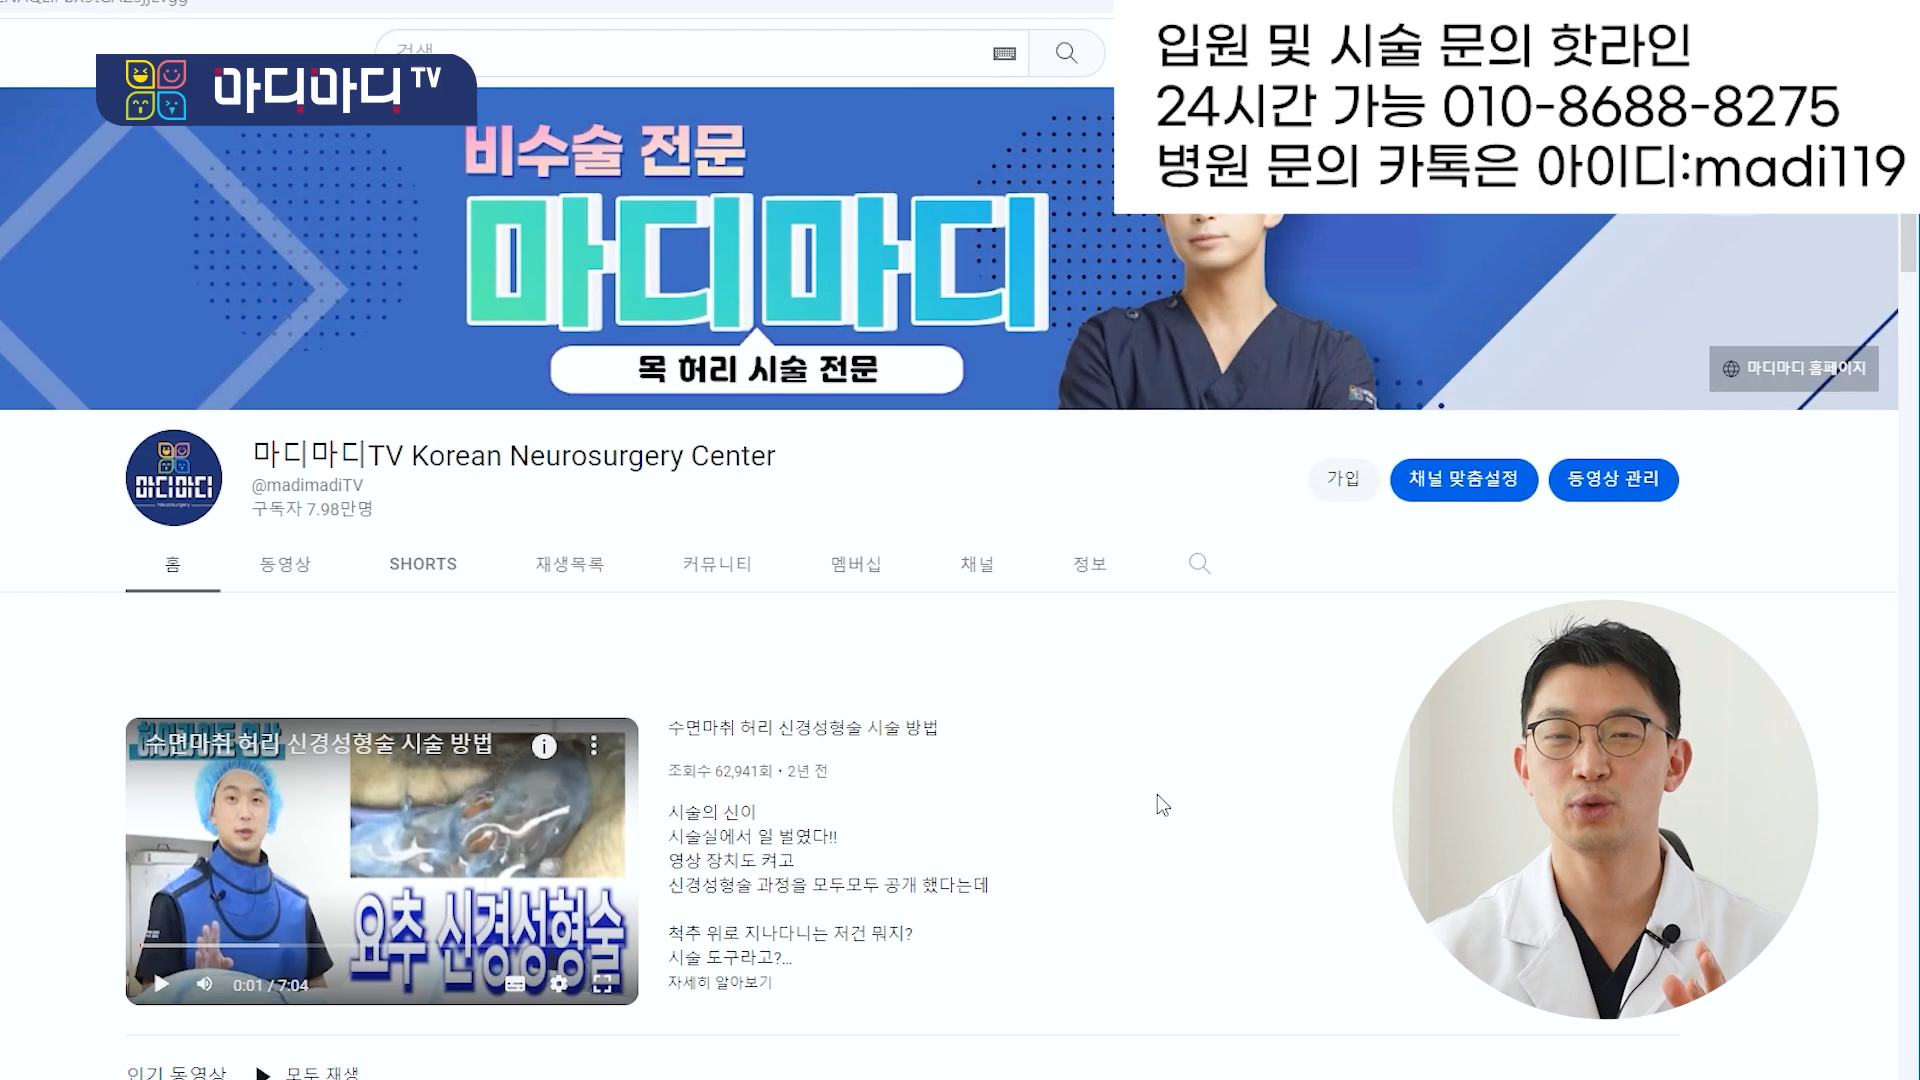 입원 및 시술 문의 핫라인
24시간 가능 010-8688-8275
병원 문의 카톡은 아이디:madi119
검색
마디마디TV
비수술 전문
마디마디
목 허리 시술 전문
마디마디 홈페이지
마디마디
마디마디TV Korean Neurosurgery Center
@madimadiTV
구독자 7.98만명
가입
채널 맞춤설정
동영상 관리
홈
동영상
SHORTS
재생목록
커뮤니티
멤버십
채널
정보
수면마취 허리 신경성형술 시술 방법
요추 신경성형술
0:01 / 7:04
수면마취 허리 신경성형술 시술 방법
조회수 62,941회 • 2년 전
시술의 신이
시술실에서 일 벌였다!!
영상 장치도 켜고
신경성형술 과정을 모두모두 공개 했다는데
척추 위로 지나다니는 저건 뭐지?
시술 도구라고?...
자세히 알아보기
인기 동영상
모두 재생